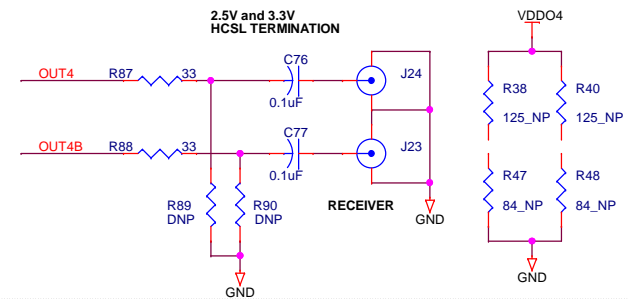 2.5V and 3.3V
HCSL TERMINATION
VDDO4
OUT4
R87
33
C76
0.1uF
J24
R38
125_NP
R40
125_NP
OUT4B
R88
33
C77
0.1uF
J23
R89
DNP
R90
DNP
RECEIVER
GND
R47
84_NP
R48
84_NP
GND
GND